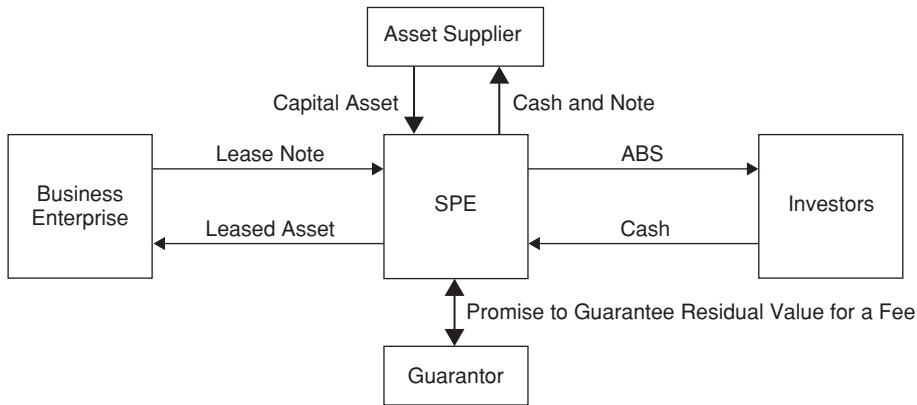 Asset Supplier
Capital Asset
Cash and Note
Lease Note
ABS
Business
Enterprise
SPE
Investors
Leased Asset
Cash
Promise to Guarantee Residual Value for a Fee
Guarantor